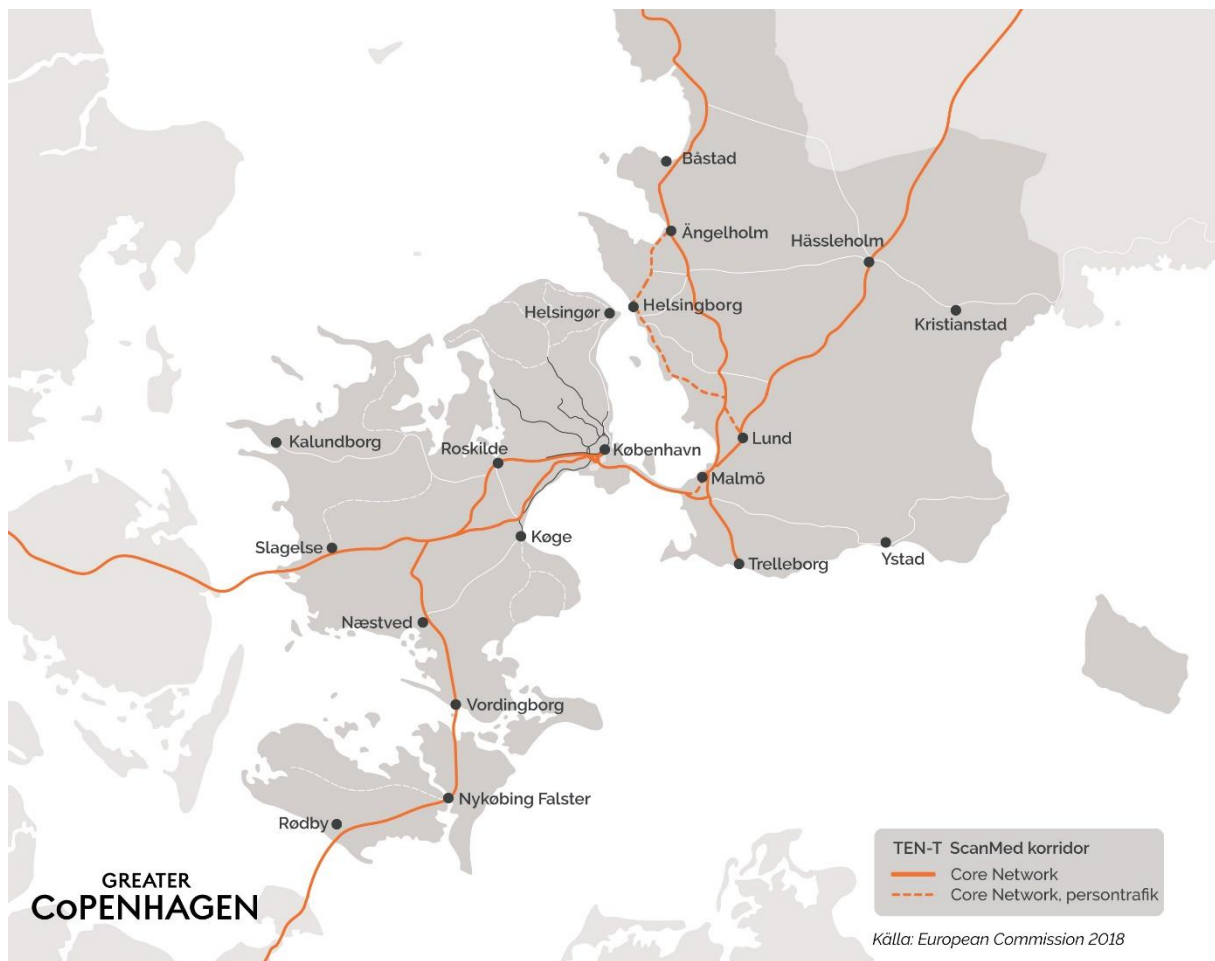 Båstad
Ängelholm
Hässleholm
Helsingør
Helsingborg
Kristianstad
Kalundborg
Roskilde
København
Lund
Malmö
Slagelse
Køge
Trelleborg
Ystad
Næstved
Vordingborg
Nykøbing Falster
Rødby
GREATER
COPENHAGEN
TEN-T ScanMed korridor
Core Network
Core Network, persontrafik
Källa: European Commission 2018